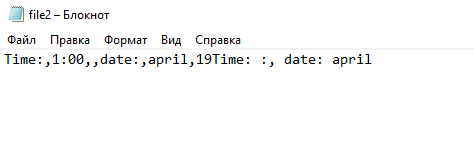 file2 – Блокнот
Файл Правка Формат Вид Справка
Time:,1:00,,date:,april,19Time: :, date: april